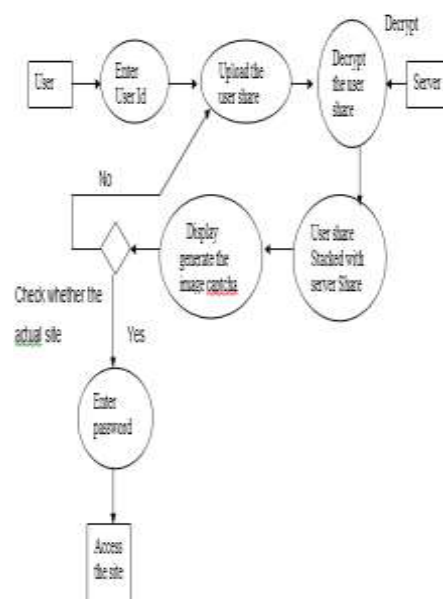 Decrypt
User
Enter
User Id
Upload the
user share
Decrypt
the user
share
Server
No
User share
Stacked with
server Share
Display
generate the
image captcha
Check whether the
actual site
Yes
Enter
password
Access
the site